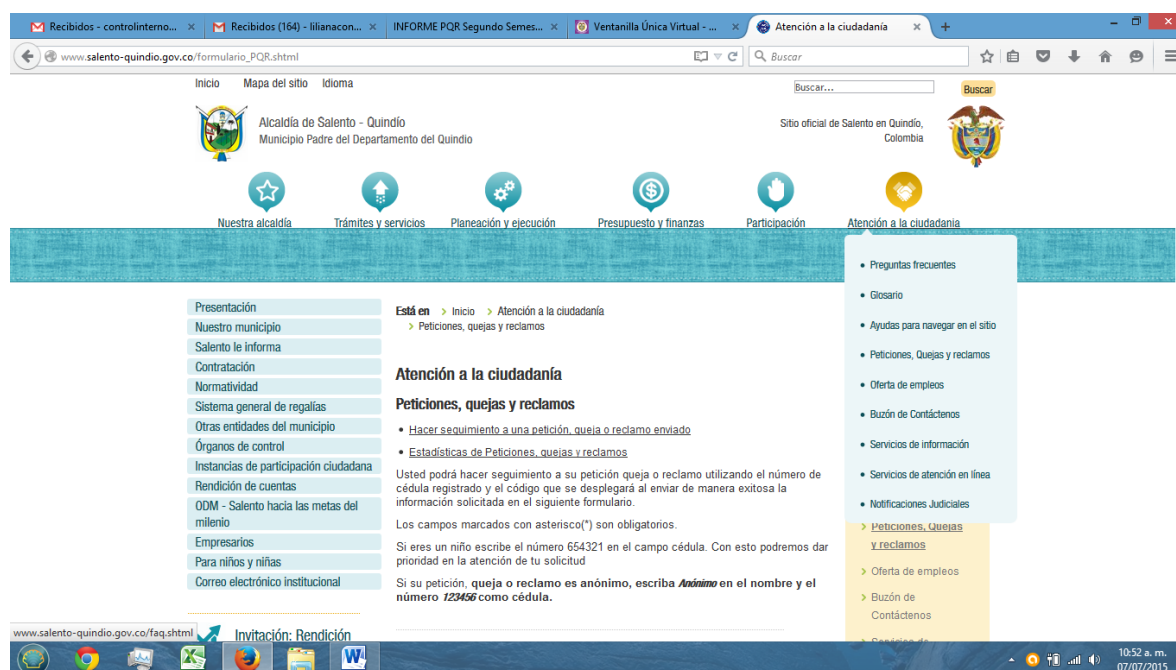 Recibidos - controlinterno...
Recibidos (164) - lilianacon...
INFORME PQR Segundo Semes...
Ventanilla Única Virtual - ...
Atención a la ciudadanía
www.salento-quindio.gov.co/formulario_PQR.shtml
Buscar
Inicio Mapa del sitio Idioma
Buscar...
Buscar
Alcaldía de Salento - Quindío
Municipio Padre del Departamento del Quindio
Sitio oficial de Salento en Quindío,
Colombia
Nuestra alcaldía
Trámites y servicios
Planeación y ejecución
Presupuesto y finanzas
Participación
Atención a la ciudadania
Preguntas frecuentes
Glosario
Ayudas para navegar en el sitio
Peticiones, Quejas y reclamos
Oferta de empleos
Buzón de Contáctenos
Servicios de información
Servicios de atención en línea
Notificaciones Judiciales
Presentación
Nuestro municipio
Salento le informa
Contratación
Normatividad
Sistema general de regalías
Otras entidades del municipio
Órganos de control
Instancias de participación ciudadana
Rendición de cuentas
ODM - Salento hacia las metas del
milenio
Empresarios
Para niños y niñas
Correo electrónico institucional
Invitación: Rendición
Está en > Inicio > Atención a la ciudadanía
> Peticiones, quejas y reclamos
Atención a la ciudadanía
Peticiones, quejas y reclamos
Hacer seguimiento a una petición, queja o reclamo enviado
Estadísticas de Peticiones, quejas y reclamos
Usted podrá hacer seguimiento a su petición queja o reclamo utilizando el número de
cédula registrado y el código que se desplegará al enviar de manera exitosa la
información solicitada en el siguiente formulario.
Los campos marcados con asterisco(*) son obligatorios.
Si eres un niño escribe el número 654321 en el campo cédula. Con esto podremos dar
prioridad en la atención de tu solicitud
Si su petición, queja o reclamo es anónimo, escriba Anónimo en el nombre y el
número 123456 como cédula.
> Peticiones, Quejas
y reclamos
> Oferta de empleos
> Buzón de
Contáctenos
> Servicios de
www.salento-quindio.gov.co/faq.shtml
10:52 a. m.
07/07/2015